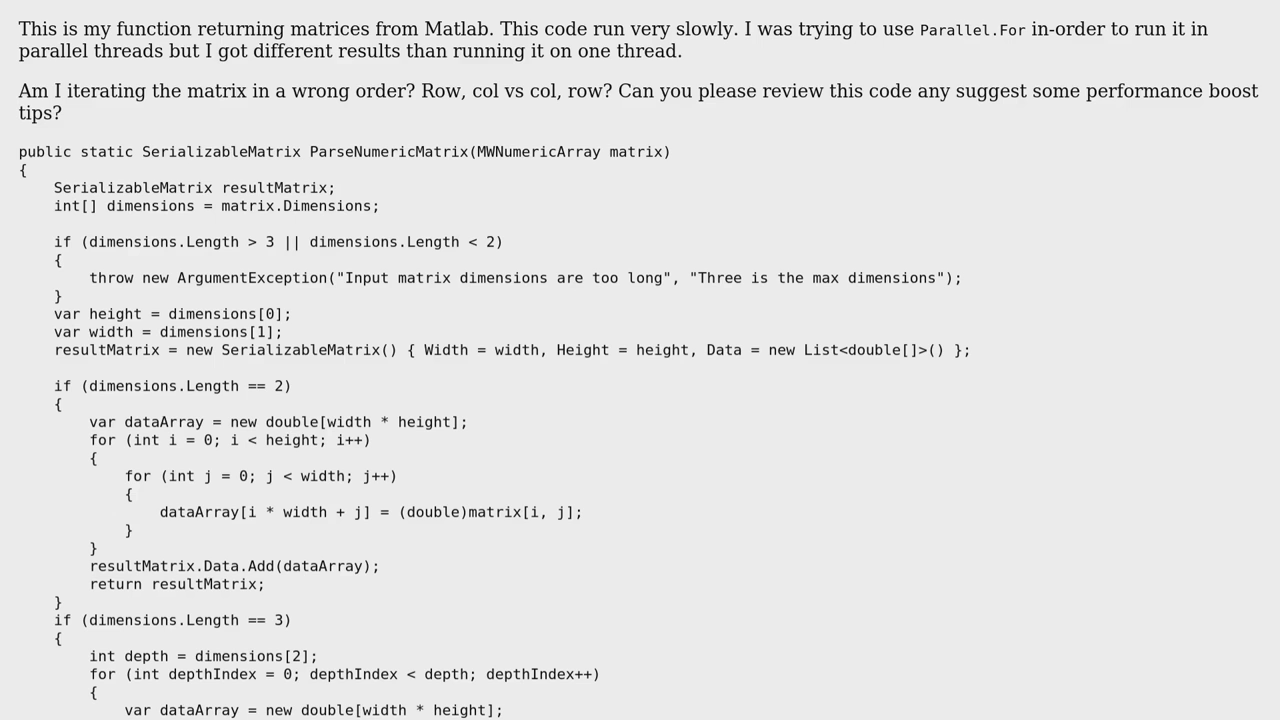 This is my function returning matrices from Matlab. This code run very slowly. I was trying to use Parallel.For in-order to run it in
parallel threads but I got different results than running it on one thread.
Am I iterating the matrix in a wrong order? Row, col vs col, row? Can you please review this code any suggest some performance boost
tips?
public static SerializableMatrix ParseNumericMatrix(MWNumericArray matrix)
{
    SerializableMatrix resultMatrix;
    int[] dimensions = matrix.Dimensions;
    if (dimensions.Length > 3 || dimensions.Length < 2)
    {
        throw new ArgumentException("Input matrix dimensions are too long", "Three is the max dimensions");
    }
    var height = dimensions[0];
    var width = dimensions[1];
    resultMatrix = new SerializableMatrix() { Width = width, Height = height, Data = new List<double[]>() };
    if (dimensions.Length == 2)
    {
        var dataArray = new double[width * height];
        for (int i = 0; i < height; i++)
        {
            for (int j = 0; j < width; j++)
            {
                dataArray[i * width + j] = (double)matrix[i, j];
            }
        }
        resultMatrix.Data.Add(dataArray);
        return resultMatrix;
    }
    if (dimensions.Length == 3)
    {
        int depth = dimensions[2];
        for (int depthIndex = 0; depthIndex < depth; depthIndex++)
        {
            var dataArray = new double[width * height];